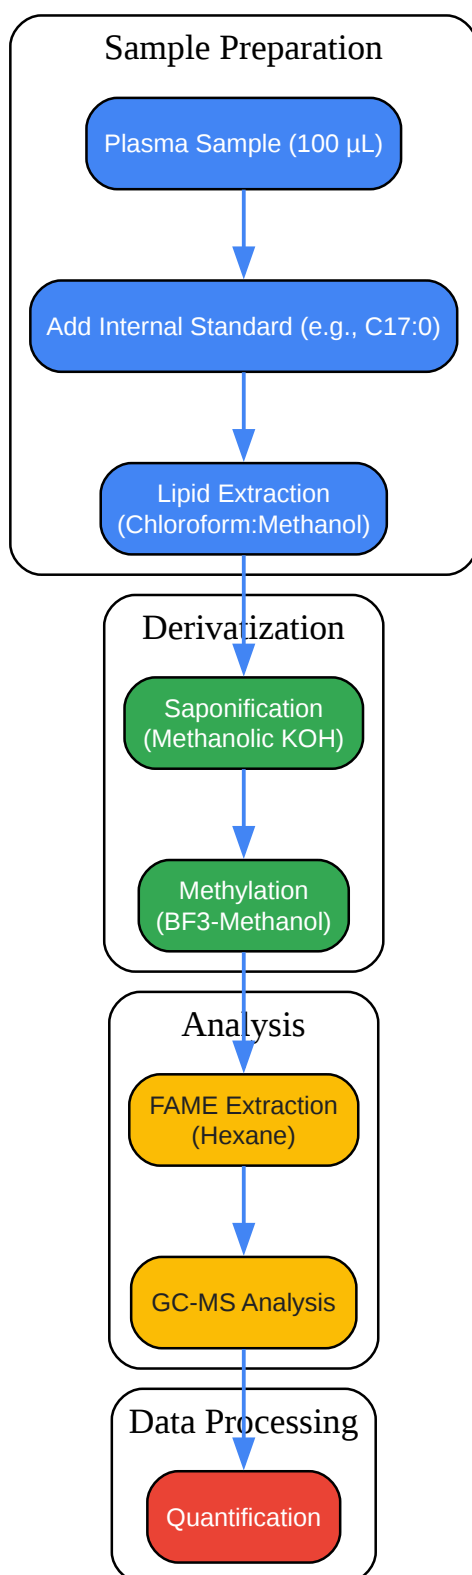 Sample Preparation
Plasma Sample (100 µL)
Add Internal Standard (e.g., C17:0)
Lipid Extraction
(Chloroform:Methanol)
Derivatization
Saponification
(Methanolic KOH)
Methylation
(BF3-Methanol)
Analysis
FAME Extraction
(Hexane)
GC-MS Analysis
Data Processing
Quantification